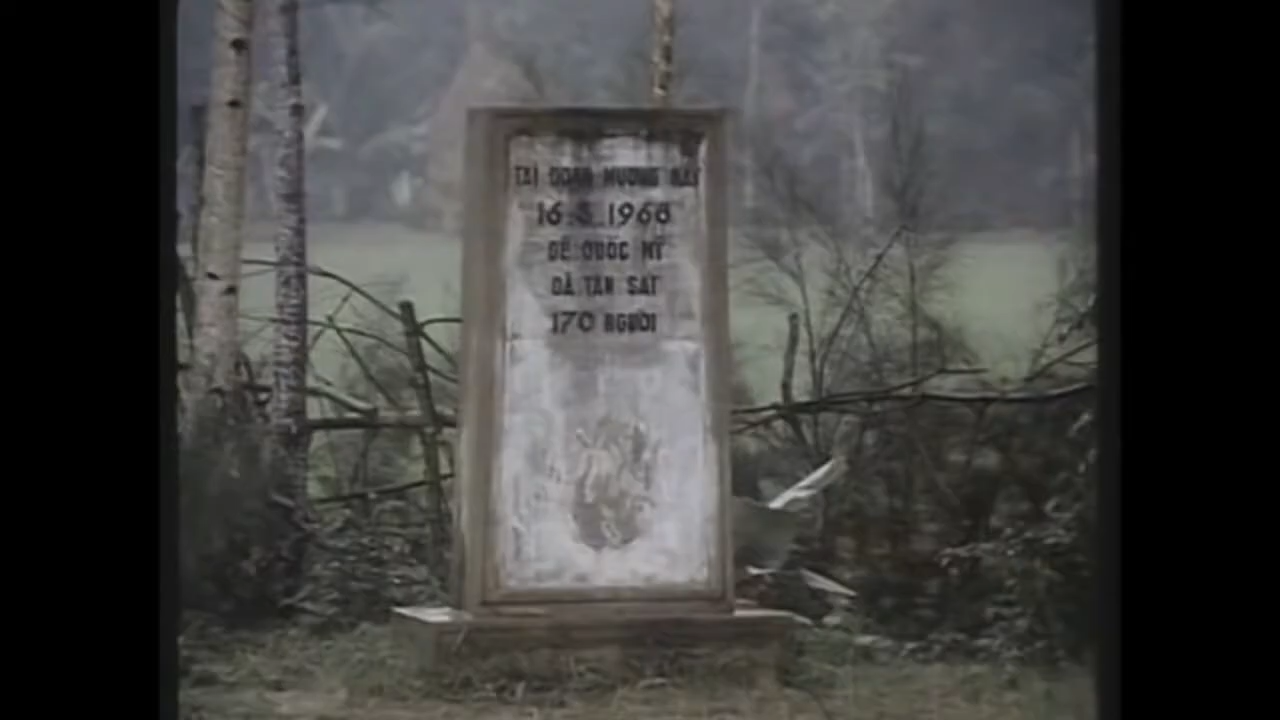 TẠI ĐOẠN MƯƠNG NÀY
16.3.1968
ĐẾ QUỐC MỸ
ĐÃ TÀN SÁT
170 NGƯỜI